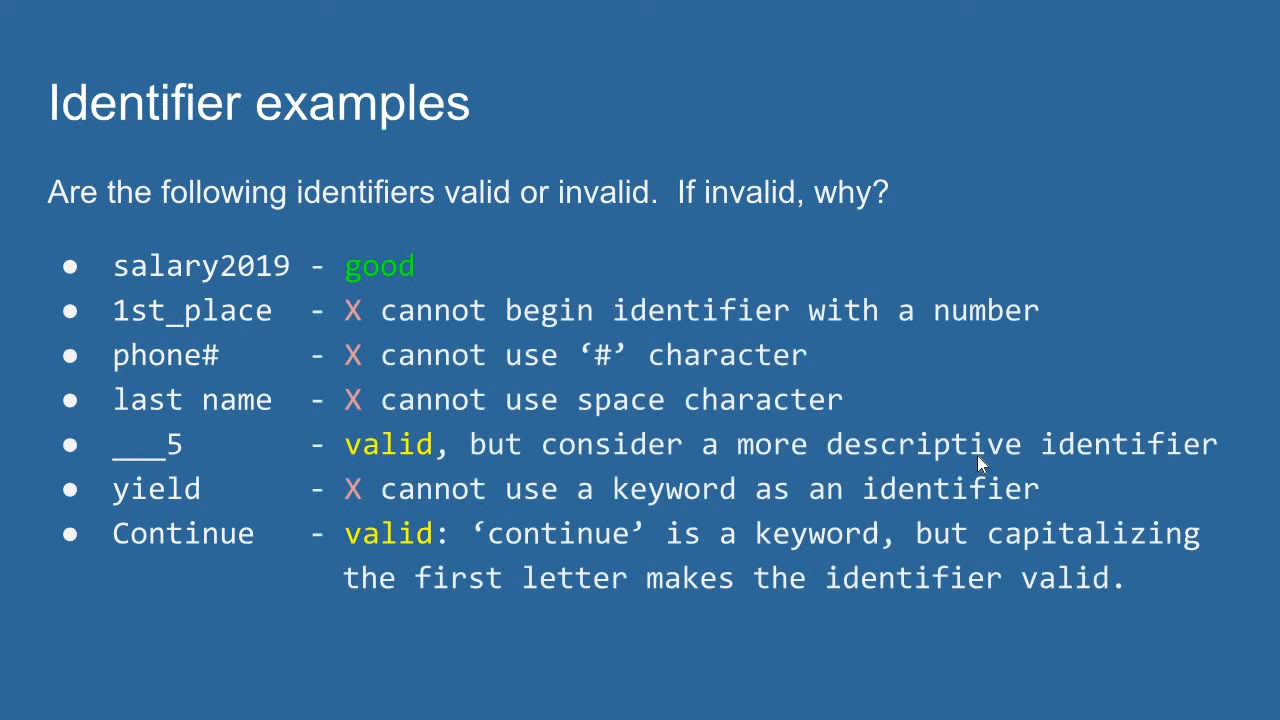 Identifier examples
Are the following identifiers valid or invalid.  If invalid, why?
● salary2019 - good
● 1st_place  - X cannot begin identifier with a number
● phone#     - X cannot use ‘#’ character
● last name  - X cannot use space character
● ___5       - valid, but consider a more descriptive identifier
● yield      - X cannot use a keyword as an identifier
● Continue   - valid: ‘continue’ is a keyword, but capitalizing
the first letter makes the identifier valid.